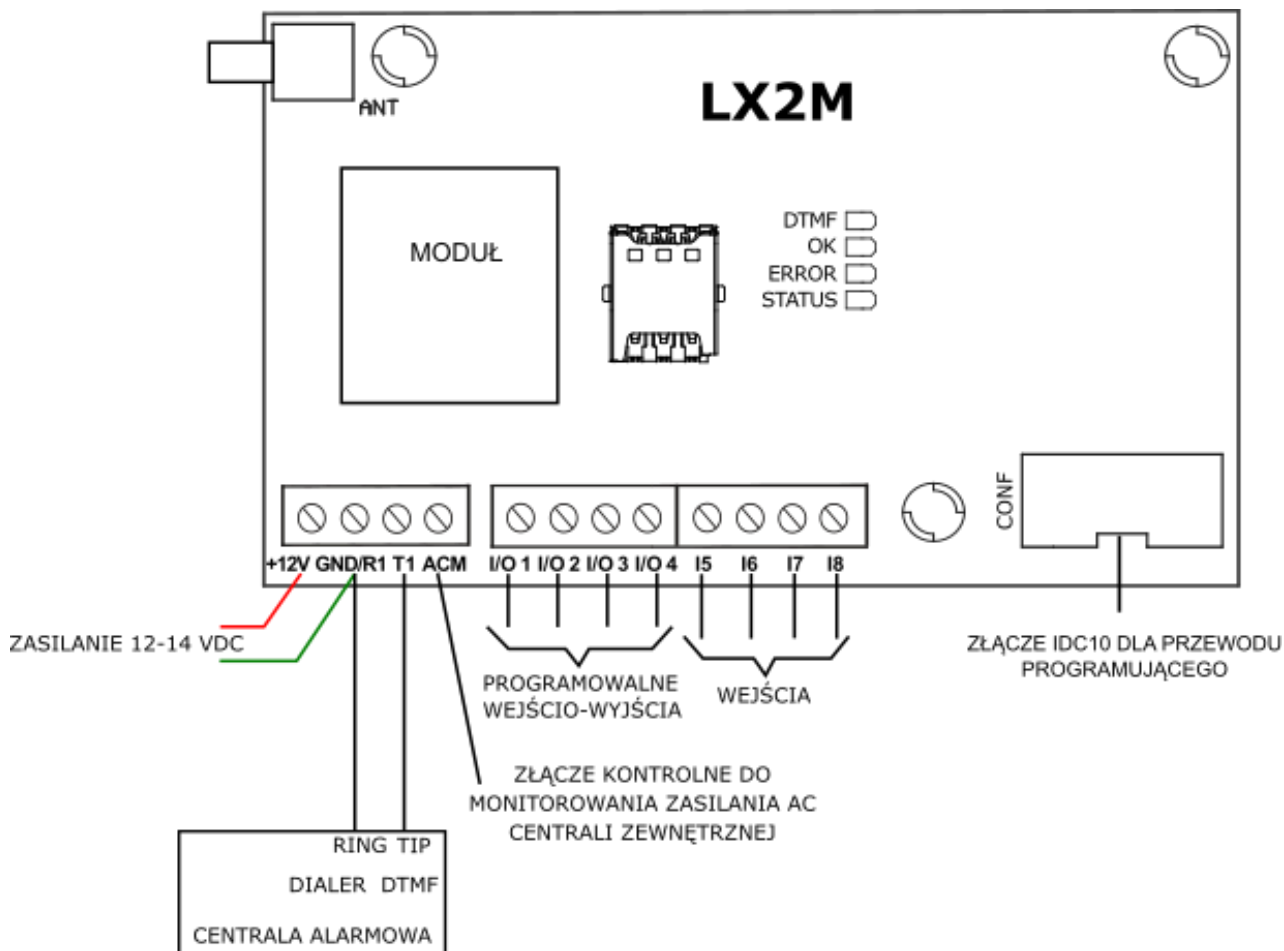 ANT
LX2M
MODUŁ
DTMF
OK
ERROR
STATUS
CONF
+12V GND/R1 T1 ACM
I/O 1 I/O 2 I/O 3 I/O 4
I5 I6 I7 I8
ZASILANIE 12-14 VDC
PROGRAMOWALNE
WEJŚCIO-WYJŚCIA
WEJŚCIA
ZŁĄCZE IDC10 DLA PRZEWODU
PROGRAMUJĄCEGO
ZŁĄCZE KONTROLNE DO
MONITOROWANIA ZASILANIA AC
CENTRALI ZEWNĘTRZNEJ
RING TIP
DIALER DTMF
CENTRALA ALARMOWA